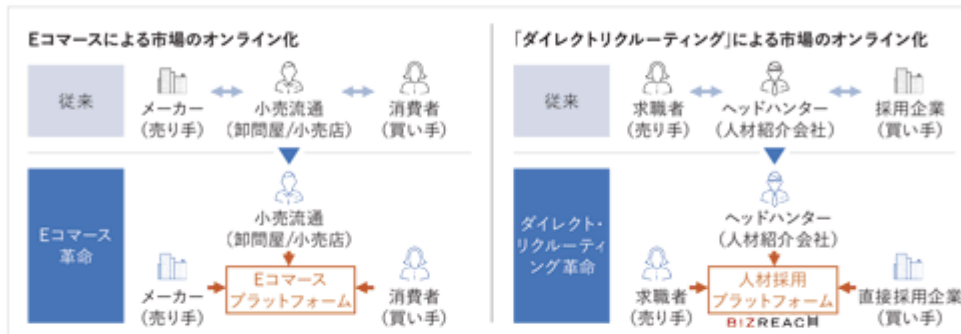 Eコマースによる市場のオンライン化
従来
メーカー
(売り手)
小売流通
(卸問屋/小売店)
消費者
(買い手)
Eコマース
革命
小売流通
(卸問屋/小売店)
メーカー
(売り手)
Eコマース
プラットフォーム
消費者
(買い手)
「ダイレクトリクルーティング」による市場のオンライン化
従来
求職者
(売り手)
ヘッドハンター
(人材紹介会社)
採用企業
(買い手)
ダイレクト・
リクルーティ
ング革命
ヘッドハンター
(人材紹介会社)
求職者
(売り手)
人材採用
プラットフォーム
BIZREACH
直接採用企業
(買い手)